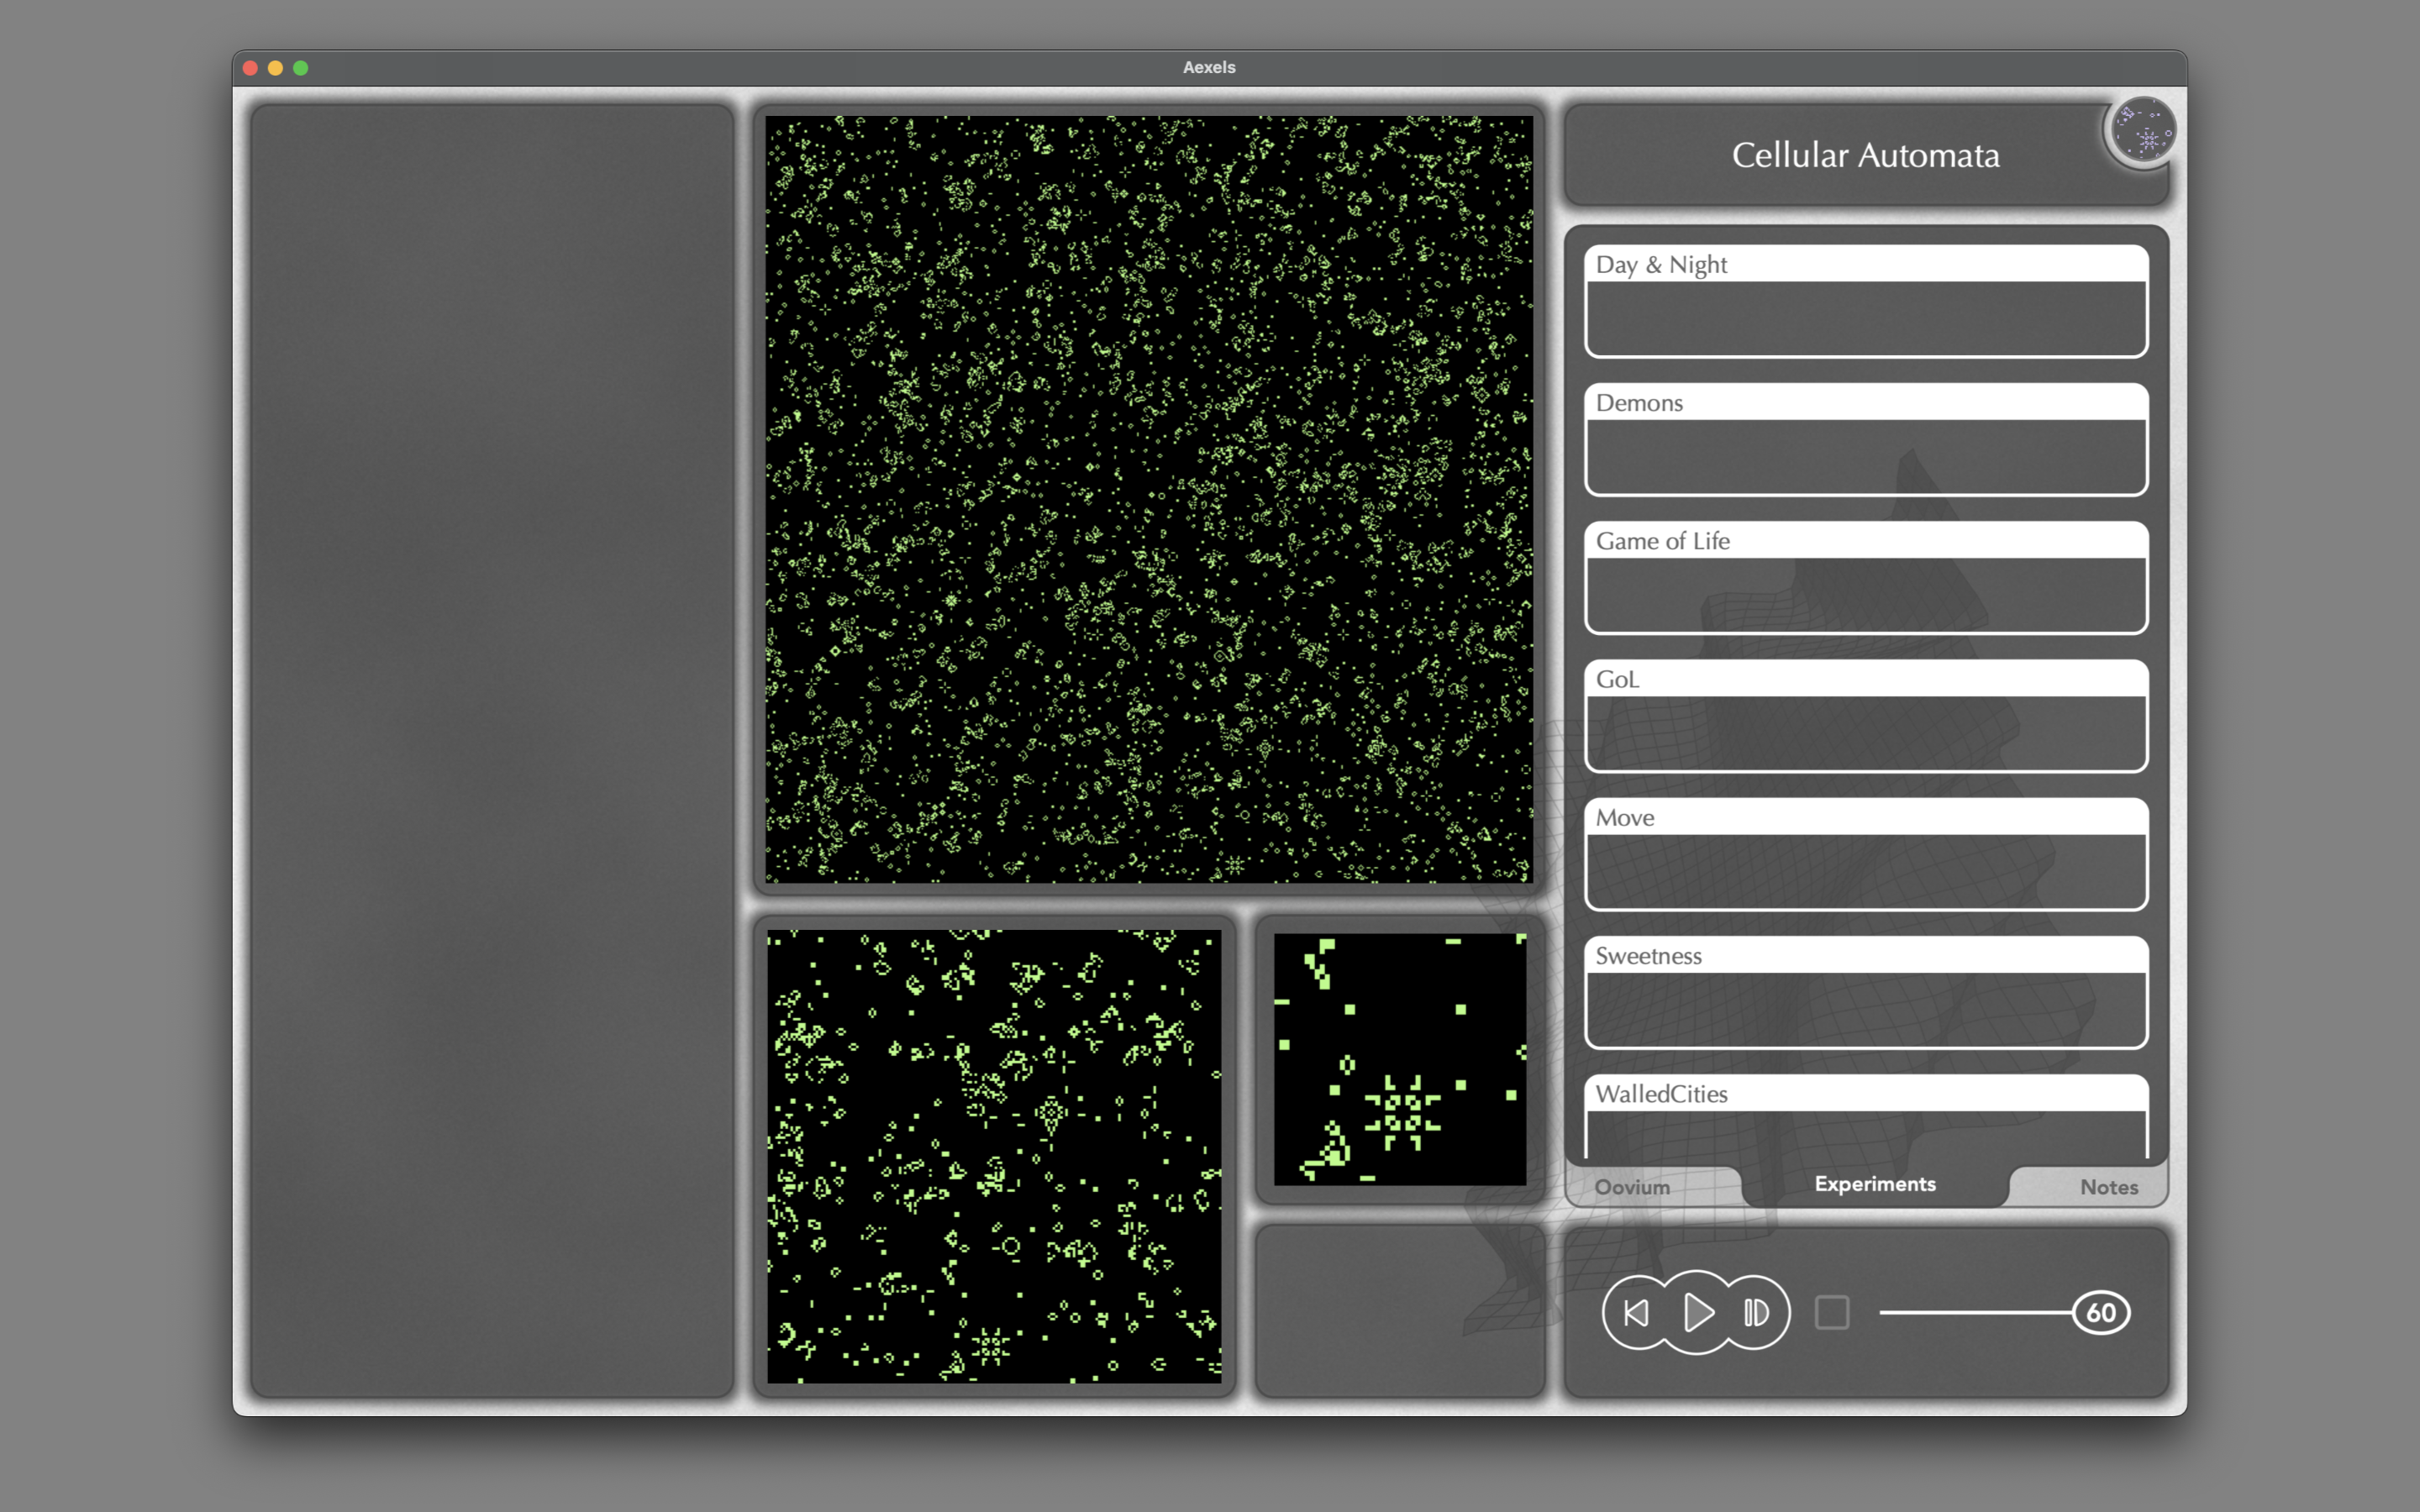 Aexels
Cellular Automata
Day & Night
Demons
Game of Life
GoL
Move
Sweetness
WalledCities
Oovium
Experiments
Notes
60